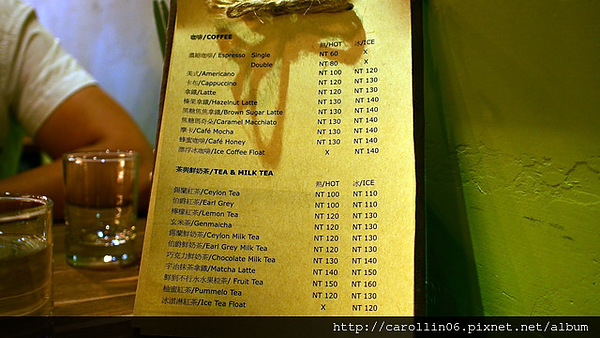 咖啡/COFFEE 熱/HOT 冰/ICE
濃縮咖啡/ Espresso Single NT 60 X
Double NT 80 X
美式/Americano NT 100 NT 120
卡布/Cappuccino NT 120 NT 130
拿鐵/Latte NT 120 NT 130
榛果拿鐵/Hazelnut Latte NT 130 NT 140
黑糖焦焦拿鐵/Brown Sugar Latte NT 130 NT 140
焦糖瑪奇朵/Caramel Macchiato NT 130 NT 140
摩卡/Café Mocha NT 130 NT 140
蜂蜜咖啡/Café Honey NT 130 NT 140
漂浮冰咖啡/Ice Coffee Float X NT 140
茶與鮮奶茶/TEA & MILK TEA 熱/HOT 冰/ICE
錫蘭紅茶/Ceylon Tea NT 100 NT 110
伯爵紅茶/Earl Grey NT 100 NT 110
檸檬紅茶/Lemon Tea NT 120 NT 130
玄米茶/Genmaicha NT 120 NT 130
錫蘭鮮奶茶/Ceylon Milk Tea NT 120 NT 130
伯爵鮮奶茶/Earl Grey Milk Tea NT 120 NT 130
巧克力鮮奶茶/Chocolate Milk Tea NT 130 NT 140
宇治抹茶拿鐵/Matcha Latte NT 140 NT 150
鮮到不行水水果粒茶/ Fruit Tea NT 150 NT 160
柚蜜紅茶/Pummelo Tea NT 120 NT 130
冰淇淋紅茶/Ice Tea Float X NT 120
http://carollin06.pixnet.net/album